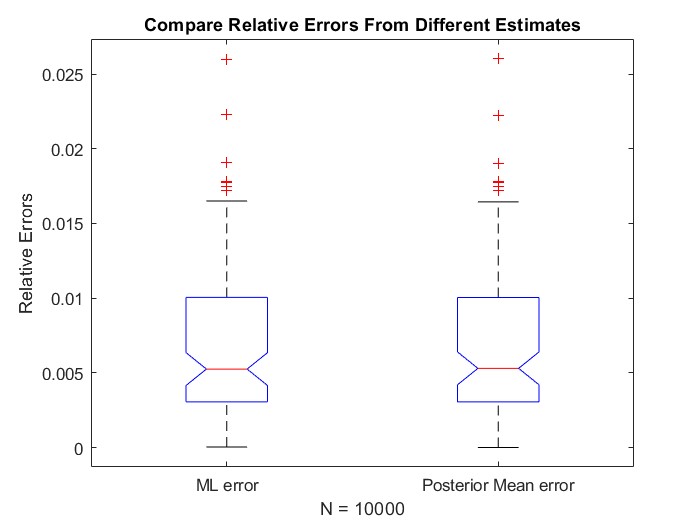 Compare Relative Errors From Different Estimates
0.025
0.02
0.015
0.01
0.005
0
Relative Errors
ML error
Posterior Mean error
N = 10000